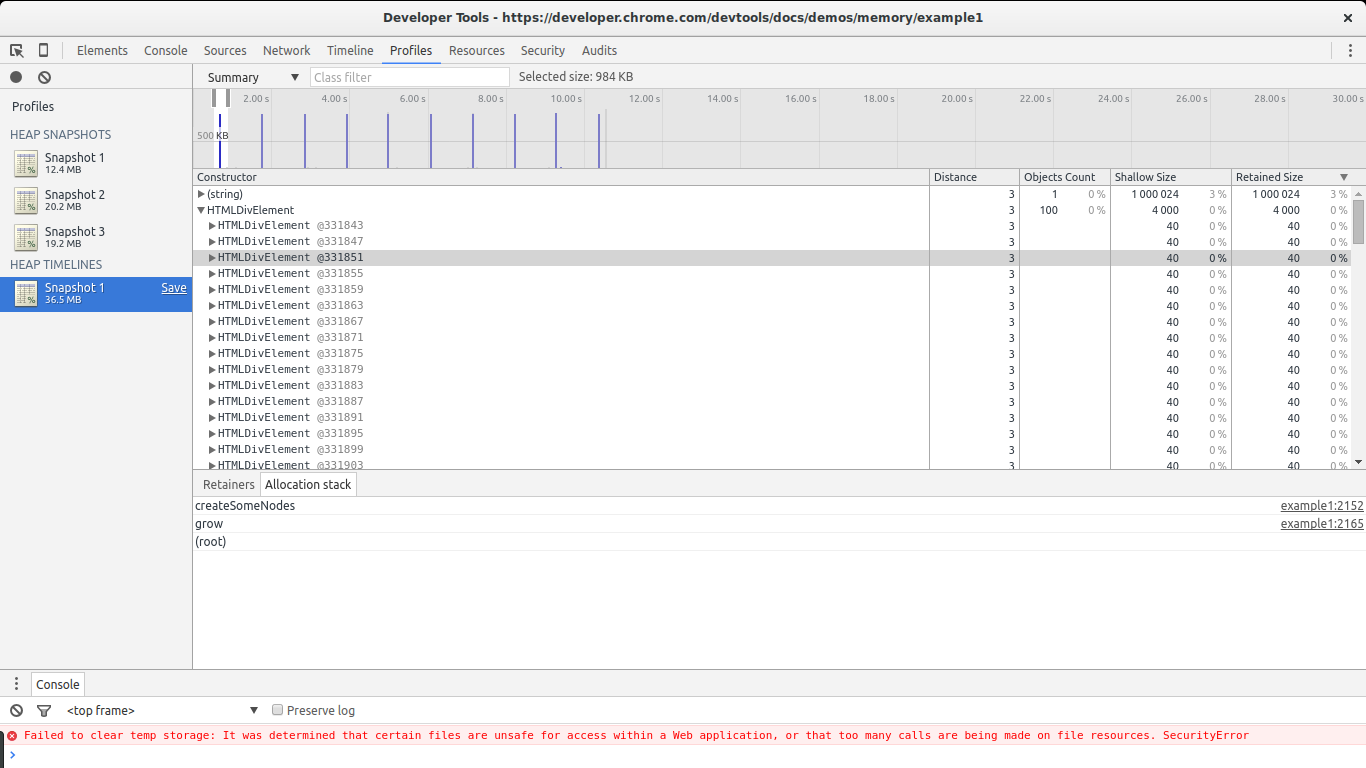 Developer Tools - https://developer.chrome.com/devtools/docs/demos/memory/example1
Elements Console Sources Network Timeline Profiles Resources Security Audits
Summary Class filter Selected size: 984 KB
Profiles
HEAP SNAPSHOTS
Snapshot 1
12.4 MB
Snapshot 2
20.2 MB
Snapshot 3
19.2 MB
HEAP TIMELINES
Snapshot 1 Save
36.5 MB
2.00 s 4.00 s 6.00 s 8.00 s 10.00 s 12.00 s 14.00 s 16.00 s 18.00 s 20.00 s 22.00 s 24.00 s 26.00 s 28.00 s 30.00 s
500 KB
Constructor Distance Objects Count Shallow Size Retained Size
(string) 3 1 0 % 1 000 024 3 % 1 000 024 3 %
HTMLDivElement 3 100 0 % 4 000 0 % 4 000 0 %
HTMLDivElement @331843 3 40 0 % 40 0 %
HTMLDivElement @331847 3 40 0 % 40 0 %
HTMLDivElement @331851 3 40 0 % 40 0 %
HTMLDivElement @331855 3 40 0 % 40 0 %
HTMLDivElement @331859 3 40 0 % 40 0 %
HTMLDivElement @331863 3 40 0 % 40 0 %
HTMLDivElement @331867 3 40 0 % 40 0 %
HTMLDivElement @331871 3 40 0 % 40 0 %
HTMLDivElement @331875 3 40 0 % 40 0 %
HTMLDivElement @331879 3 40 0 % 40 0 %
HTMLDivElement @331883 3 40 0 % 40 0 %
HTMLDivElement @331887 3 40 0 % 40 0 %
HTMLDivElement @331891 3 40 0 % 40 0 %
HTMLDivElement @331895 3 40 0 % 40 0 %
HTMLDivElement @331899 3 40 0 % 40 0 %
HTMLDivElement @331903 3 40 0 % 40 0 %
Retainers Allocation stack
createSomeNodes example1:2152
grow example1:2165
(root)
Console
<top frame> Preserve log
Failed to clear temp storage: It was determined that certain files are unsafe for access within a Web application, or that too many calls are being made on file resources. SecurityError